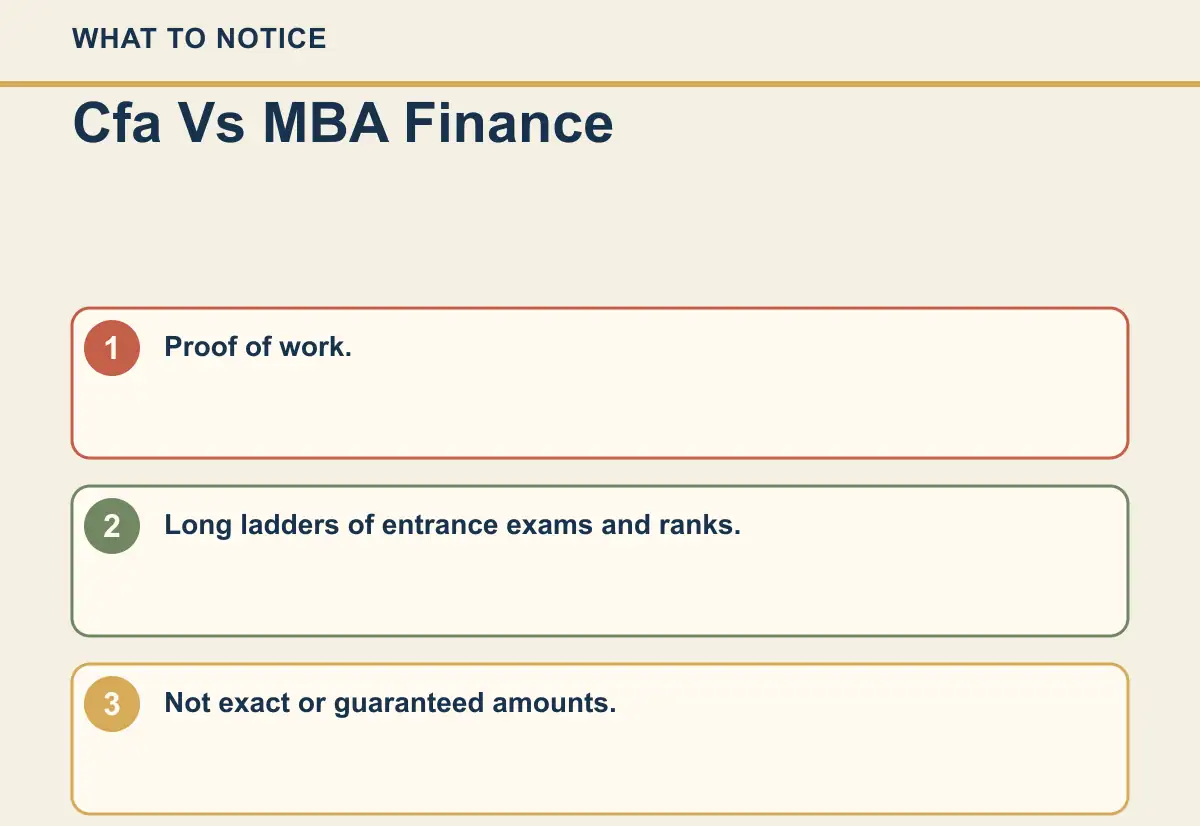 WHAT TO NOTICE
Cfa Vs MBA Finance
1 Proof of work.
2 Long ladders of entrance exams and ranks.
3 Not exact or guaranteed amounts.